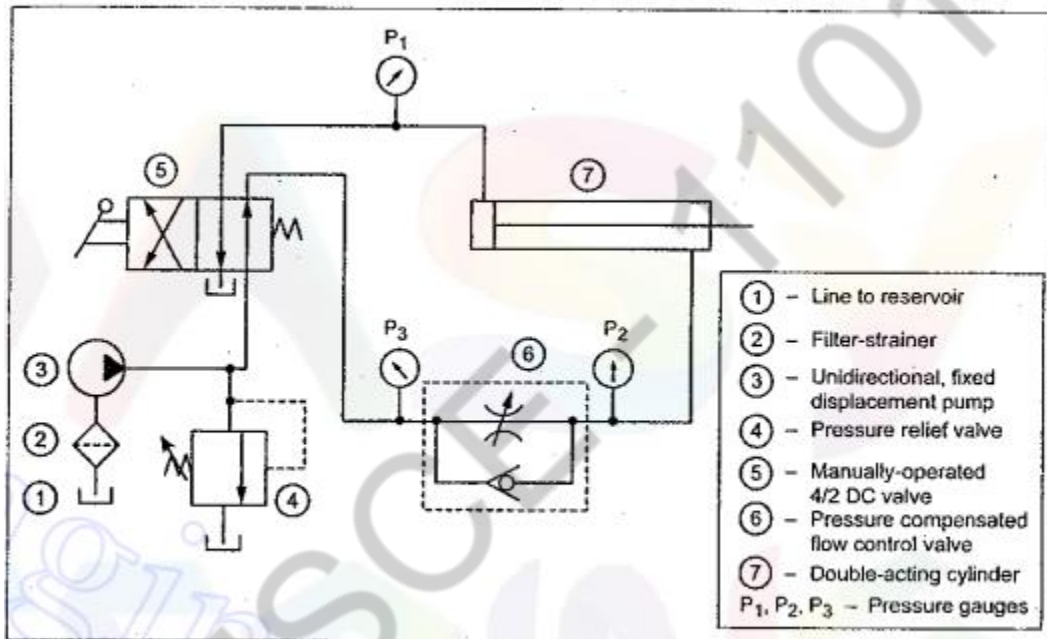 P1
5
7
P3
6
P2
3
2
1
4
1 – Line to reservoir
2 – Filter-strainer
3 – Unidirectional, fixed
displacement pump
4 – Pressure relief valve
5 – Manually-operated
4/2 DC valve
6 – Pressure compensated
flow control valve
7 – Double-acting cylinder
P1, P2, P3 – Pressure gauges
SCE 110